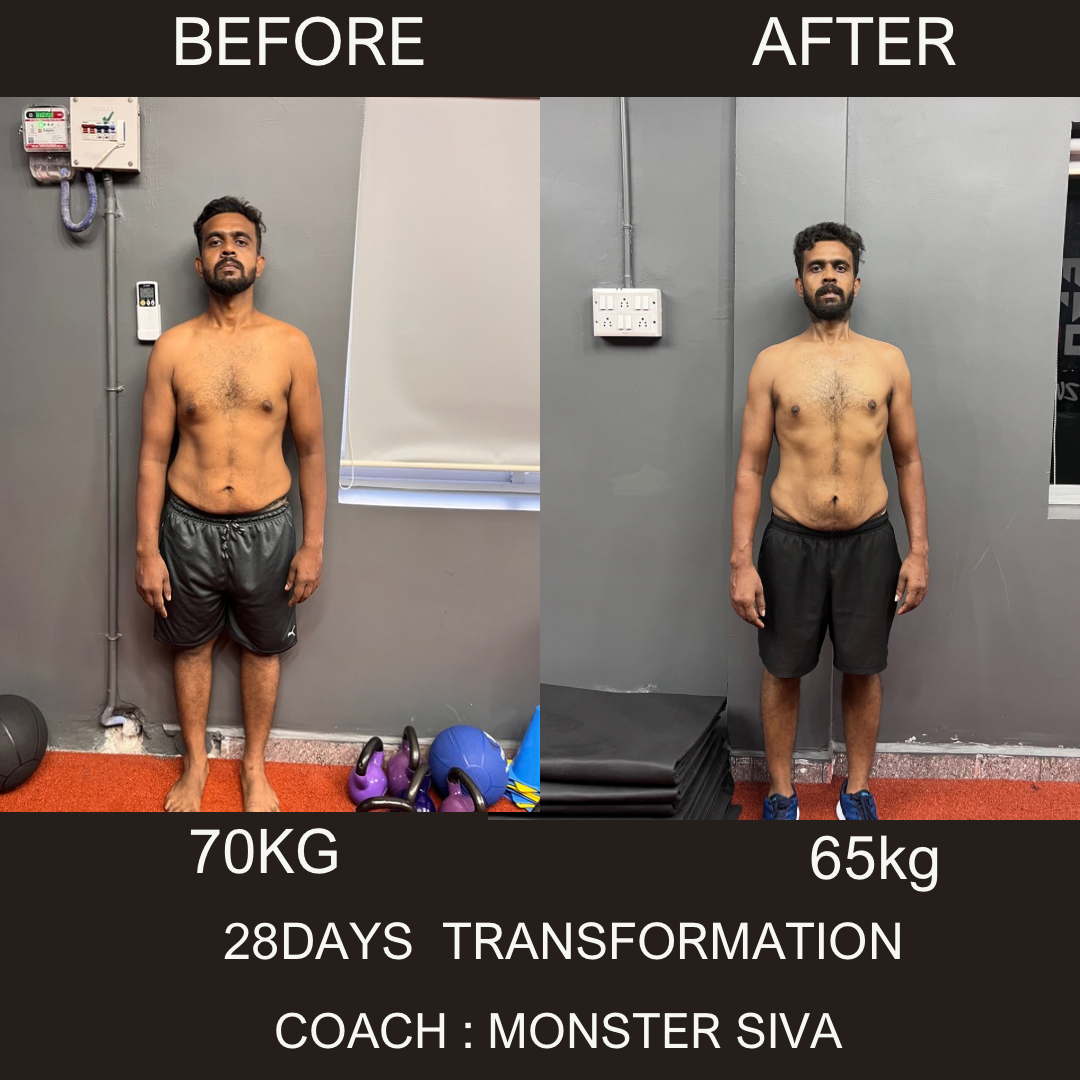 BEFORE
AFTER
70KG
65kg
28DAYS TRANSFORMATION
COACH : MONSTER SIVA